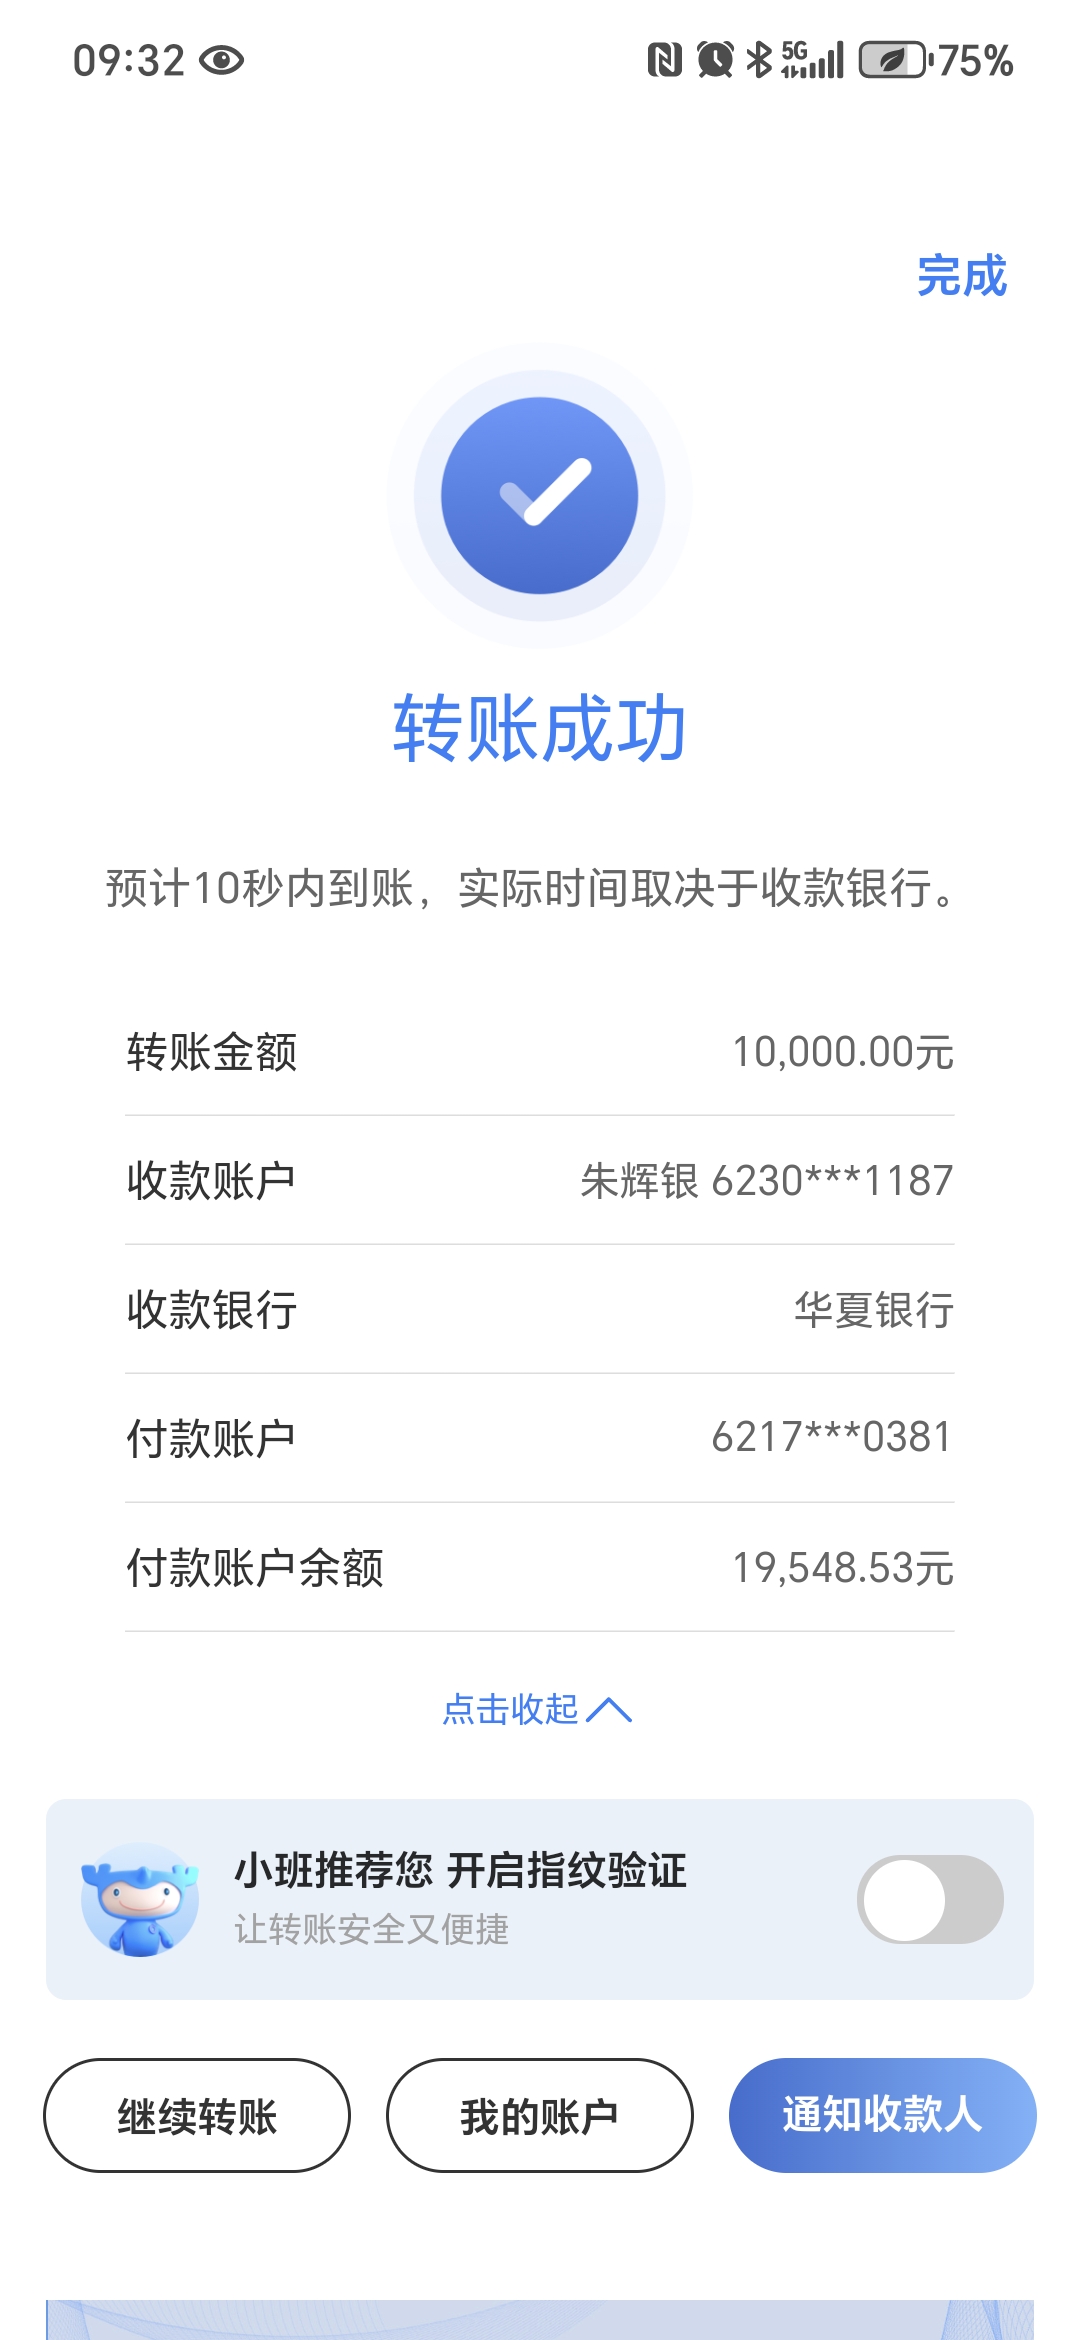 09:32 5G 75%
完成
转账成功
预计10秒内到账，实际时间取决于收款银行。
转账金额 10,000.00元
收款账户 朱辉银 6230***1187
收款银行 华夏银行
付款账户 6217***0381
付款账户余额 19,548.53元
点击收起
小班推荐您 开启指纹验证
让转账安全又便捷
继续转账 我的账户 通知收款人